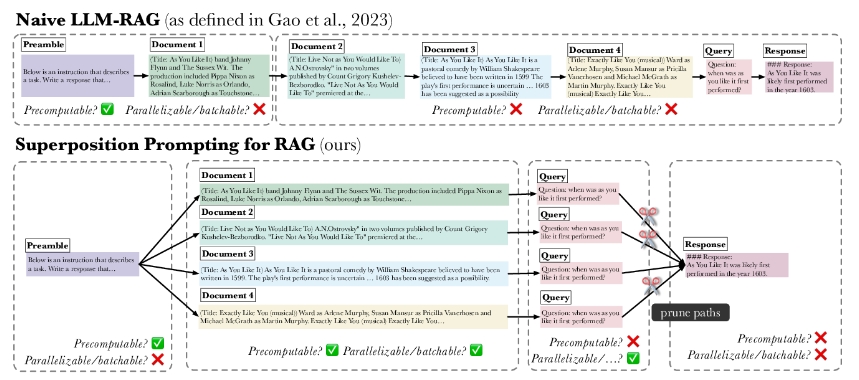 Naive LLM-RAG (as defined in Gao et al., 2023)
Preamble
Below is an instruction that describes
a task. Write a response that…
Document 1
(Title: As You Like It) band Johnny
Flynn and The Sussex Wit. The
production included Pippa Nixon as
Rosalind, Luke Norris as Orlando,
Adrian Scarborough as Touchstone…
Document 2
(Title: Live Not as You Would Like To)
A.N.Ostrovsky" in two volumes
published by Count Grigory Kushelev-
Bezborodko. "Live Not As You Would
Like To" premiered at the…
Document 3
(Title: As You Like It) As You Like It is a
pastoral comedy by William Shakespeare
believed to have been written in 1599 The
play's first performance is uncertain … 1603
has been suggested as a possibility
Document 4
(Title: Exactly Like You (musical)) Ward as
Arlene Murphy, Susan Mansur as Priscilla
Vanerhosen and Michael McGrath as
Martin Murphy. Exactly Like You
(musical) Exactly Like You…
Query
Question:
when was as
you like it first
performed?
Response
### Response:
As You Like It was
likely first performed
in the year 1603.
Precomputable? ✅ Parallelizable/batchable? ❌
Precomputable? ❌ Parallelizable/batchable? ❌
Superposition Prompting for RAG (ours)
Preamble
Below is an instruction that describes
a task. Write a response that…
Document 1
(Title: As You Like It) band Johnny Flynn and The Sussex Wit. The production included Pippa Nixon as
Rosalind, Luke Norris as Orlando, Adrian Scarborough as Touchstone…
Document 2
(Title: Live Not as You Would Like To) A.N.Ostrovsky" in two volumes published by Count Grigory
Kushelev-Bezborodko. "Live Not As You Would Like To" premiered at the…
Document 3
(Title: As You Like It) As You Like It is a pastoral comedy by William Shakespeare believed to have been
written in 1599. The play's first performance is uncertain … 1603 has been suggested as a possibility
Document 4
(Title: Exactly Like You (musical)) Ward as Arlene Murphy, Susan Mansur as Priscilla Vanerhosen and
Michael McGrath as Martin Murphy. Exactly Like You (musical) Exactly Like You…
Query
Question: when was as you
like it first performed?
Query
Question: when was as you
like it first performed?
Query
Question: when was as you
like it first performed?
Query
Question: when was as you
like it first performed?
prune paths
Response
### Response:
As You Like It was likely first
performed in the year 1603.
Precomputable? ✅
Parallelizable/batchable? ❌
Precomputable? ✅ Parallelizable/batchable? ✅
Precomputable? ❌
Parallelizable/…? ✅
Precomputable? ❌
Parallelizable/batchable? ❌